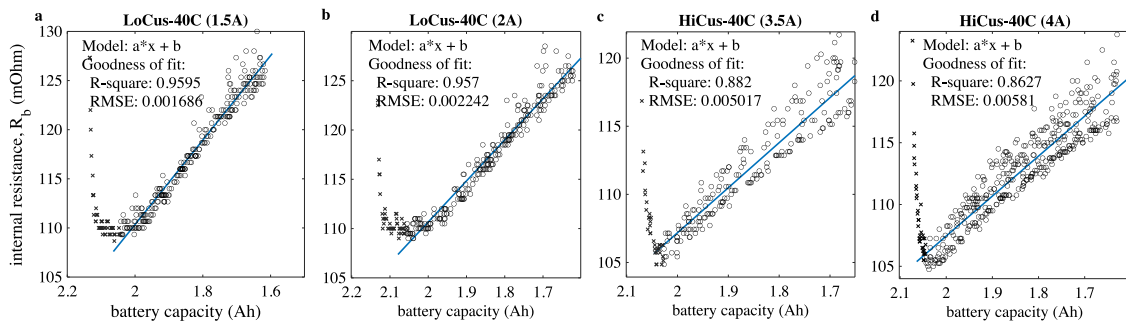 a LoCus-40C (1.5A)
130
125
120
115
110
105
2.2 2 1.8 1.6
internal resistance, R_b (mOhm)
battery capacity (Ah)
Model: a*x + b
Goodness of fit:
R-square: 0.9595
RMSE: 0.001686
b LoCus-40C (2A)
125
120
115
110
105
2.2 2.1 2 1.9 1.8 1.7
battery capacity (Ah)
Model: a*x + b
Goodness of fit:
R-square: 0.957
RMSE: 0.002242
c HiCus-40C (3.5A)
120
115
110
105
2.1 2 1.9 1.8 1.7
battery capacity (Ah)
Model: a*x + b
Goodness of fit:
R-square: 0.882
RMSE: 0.005017
d HiCus-40C (4A)
120
115
110
105
2.1 2 1.9 1.8 1.7
battery capacity (Ah)
Model: a*x + b
Goodness of fit:
R-square: 0.8627
RMSE: 0.00581